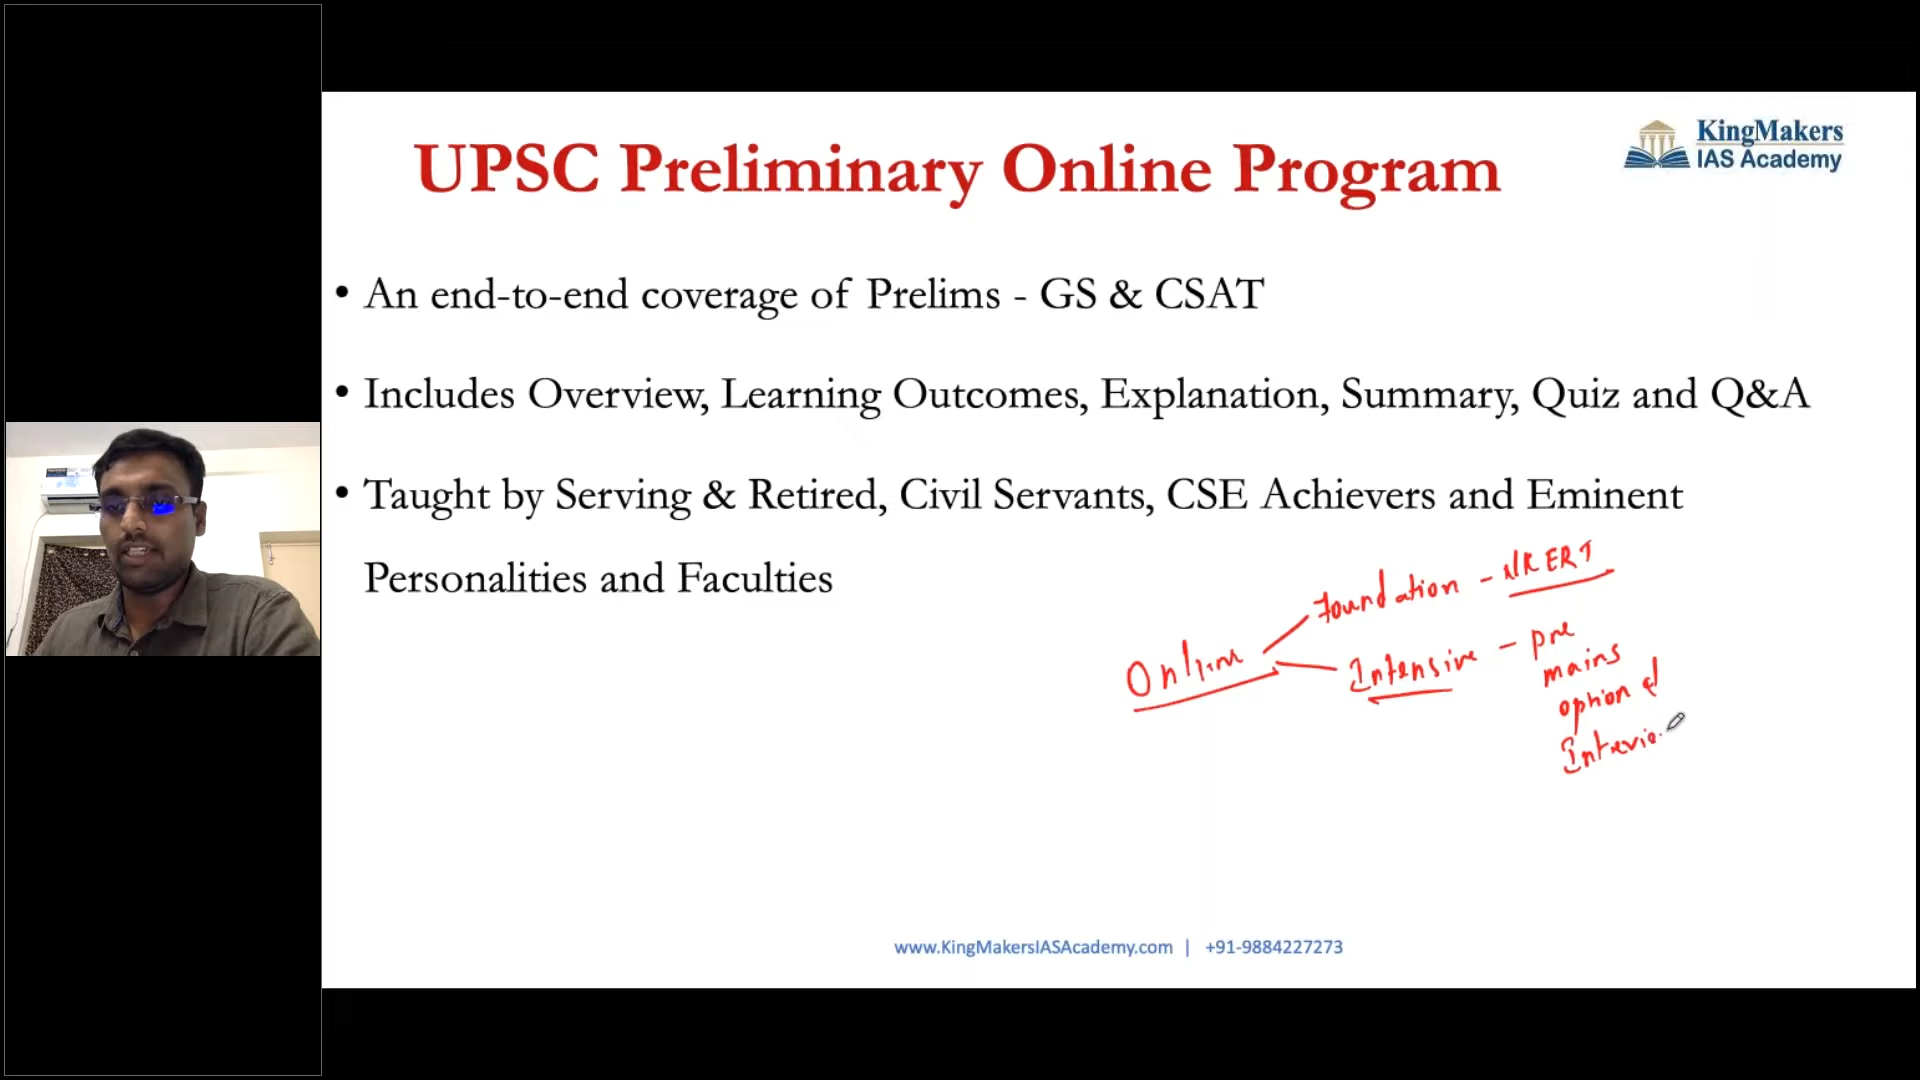 UPSC Preliminary Online Program
KingMakers
IAS Academy
• An end-to-end coverage of Prelims - GS & CSAT
• Includes Overview, Learning Outcomes, Explanation, Summary, Quiz and Q&A
• Taught by Serving & Retired, Civil Servants, CSE Achievers and Eminent
Personalities and Faculties
Online
Foundation - NCERT
Intensive - pre
mains
optional
Intervie
www.KingMakersIASAcademy.com | +91-9884227273